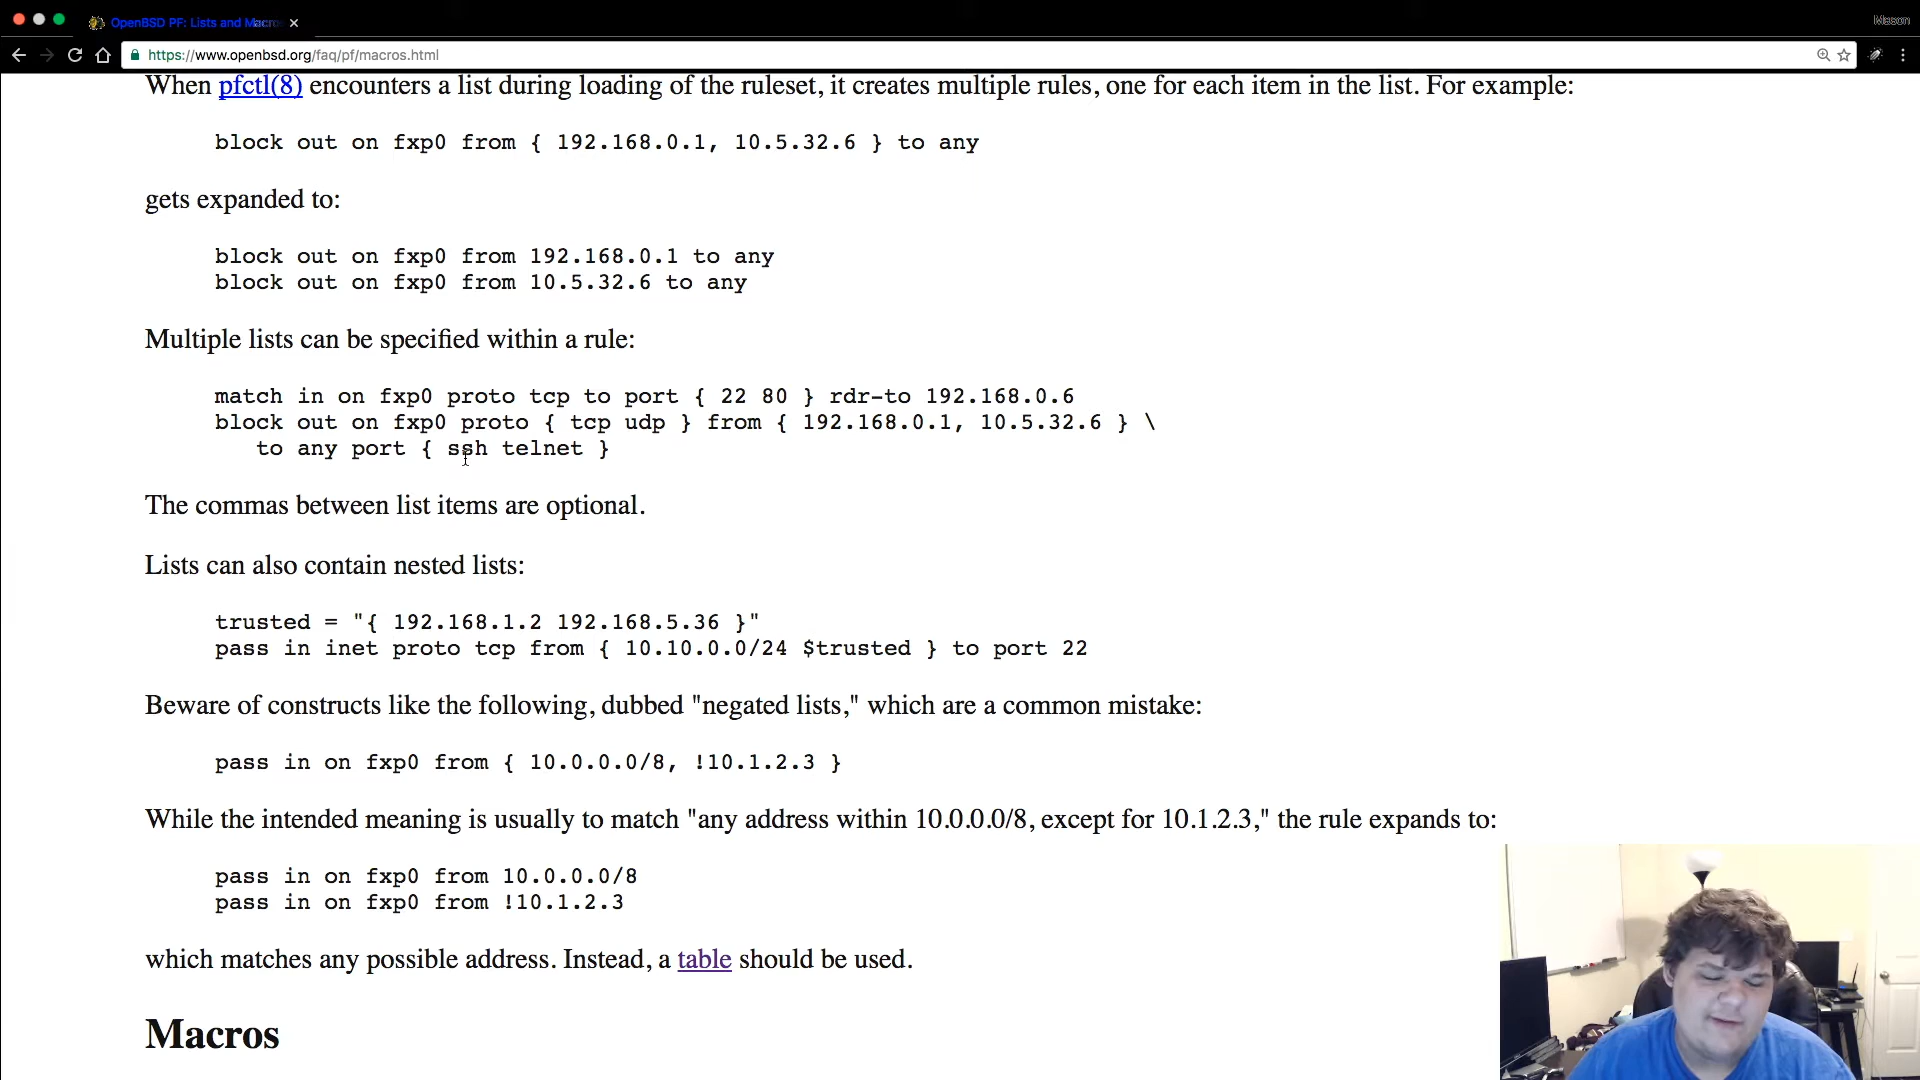 OpenBSD PF: Lists and Macros
Mason
https://www.openbsd.org/faq/pf/macros.html
When pfctl(8) encounters a list during loading of the ruleset, it creates multiple rules, one for each item in the list. For example:
block out on fxp0 from { 192.168.0.1, 10.5.32.6 } to any
gets expanded to:
block out on fxp0 from 192.168.0.1 to any
block out on fxp0 from 10.5.32.6 to any
Multiple lists can be specified within a rule:
match in on fxp0 proto tcp to port { 22 80 } rdr-to 192.168.0.6
block out on fxp0 proto { tcp udp } from { 192.168.0.1, 10.5.32.6 } \
to any port { ssh telnet }
The commas between list items are optional.
Lists can also contain nested lists:
trusted = "{ 192.168.1.2 192.168.5.36 }"
pass in inet proto tcp from { 10.10.0.0/24 $trusted } to port 22
Beware of constructs like the following, dubbed "negated lists," which are a common mistake:
pass in on fxp0 from { 10.0.0.0/8, !10.1.2.3 }
While the intended meaning is usually to match "any address within 10.0.0.0/8, except for 10.1.2.3," the rule expands to:
pass in on fxp0 from 10.0.0.0/8
pass in on fxp0 from !10.1.2.3
which matches any possible address. Instead, a table should be used.
Macros